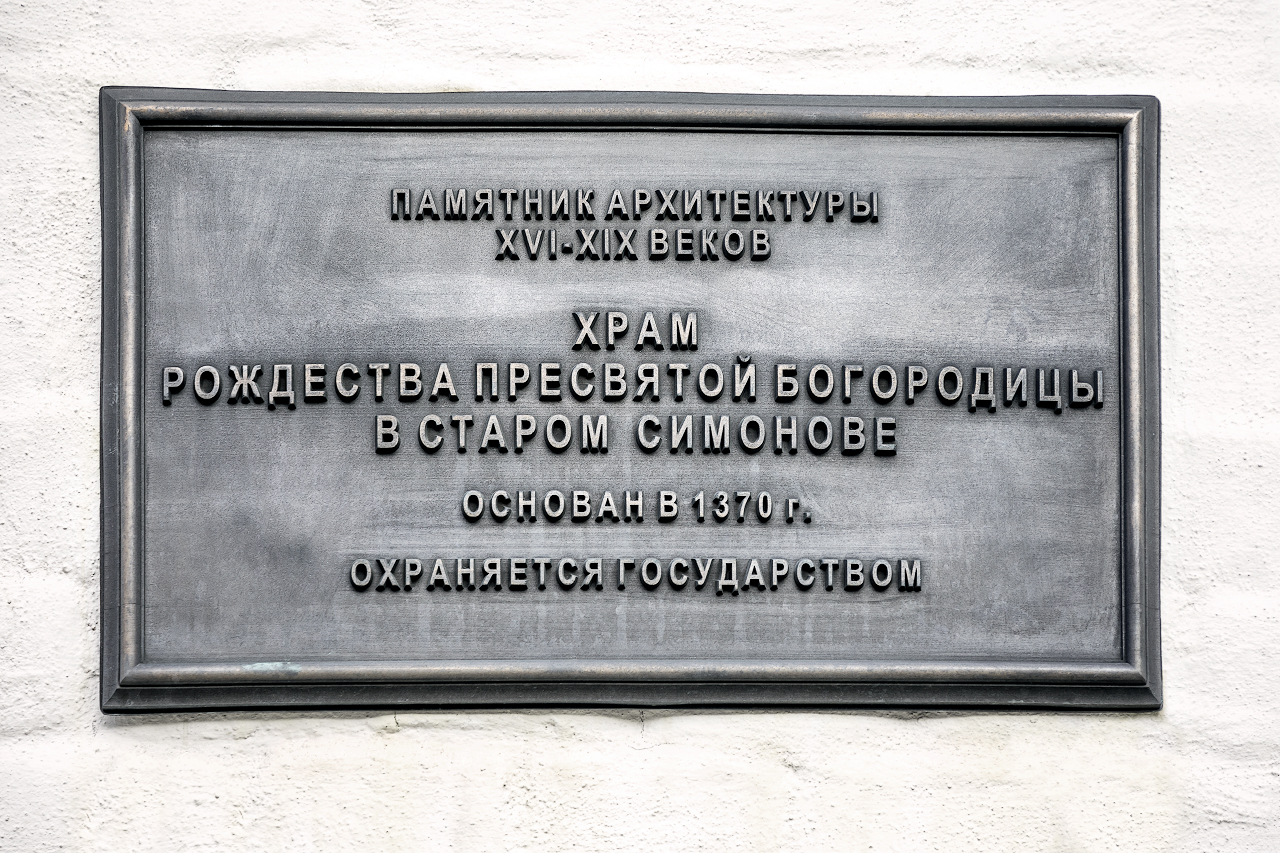 ПАМЯТНИК АРХИТЕКТУРЫ
XVI-XIX ВЕКОВ
ХРАМ
РОЖДЕСТВА ПРЕСВЯТОЙ БОГОРОДИЦЫ
В СТАРОМ СИМОНОВЕ
ОСНОВАН В 1370 г.
ОХРАНЯЕТСЯ ГОСУДАРСТВОМ